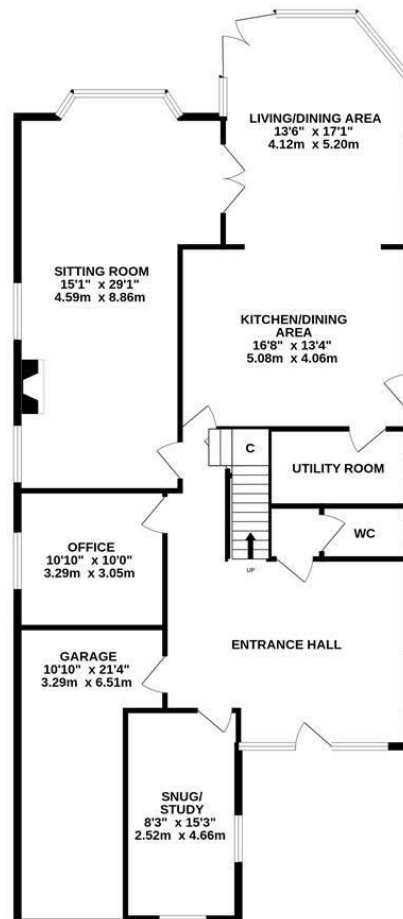 LIVING/DINING AREA
13'6" x 17'1"
4.12m x 5.20m
SITTING ROOM
15'1" x 29'1"
4.59m x 8.86m
KITCHEN/DINING
AREA
16'8" x 13'4"
5.08m x 4.06m
C
UTILITY ROOM
WC
OFFICE
10'10" x 10'0"
3.29m x 3.05m
UP
ENTRANCE HALL
GARAGE
10'10" x 21'4"
3.29m x 6.51m
SNUG/
STUDY
8'3" x 15'3"
2.52m x 4.66m